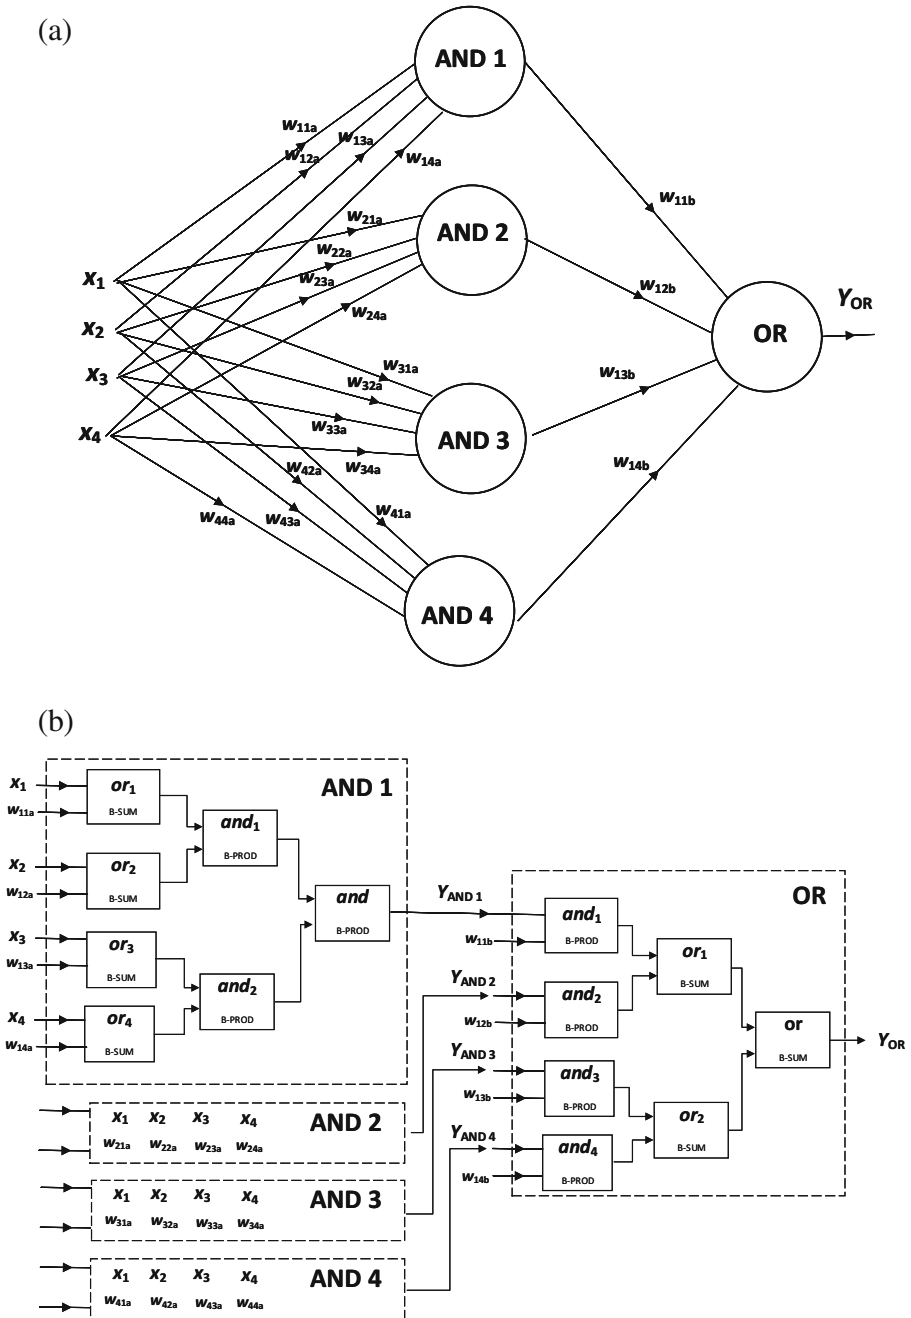 (a)
AND 1
w11a
w12a
w13a
w14a
w11b
w21a
AND 2
w22a
w23a
w24a
x1
x2
x3
x4
w12b
YOR
OR
w31a
w32a
w33a
w34a
AND 3
w13b
w14b
w42a
w41a
w44a
w43a
AND 4
(b)
AND 1
x1
w11a
or1
B-SUM
and1
B-PROD
x2
w12a
or2
B-SUM
and
B-PROD
x3
w13a
or3
B-SUM
and2
B-PROD
x4
w14a
or4
B-SUM
OR
YAND 1
w11b
and1
B-PROD
or1
B-SUM
YAND 2
w12b
and2
B-PROD
or
B-SUM
YOR
YAND 3
w13b
and3
B-PROD
or2
B-SUM
YAND 4
w14b
and4
B-PROD
x1 x2 x3 x4 AND 2
w21a w22a w23a w24a
x1 x2 x3 x4 AND 3
w31a w32a w33a w34a
x1 x2 x3 x4 AND 4
w41a w42a w43a w44a